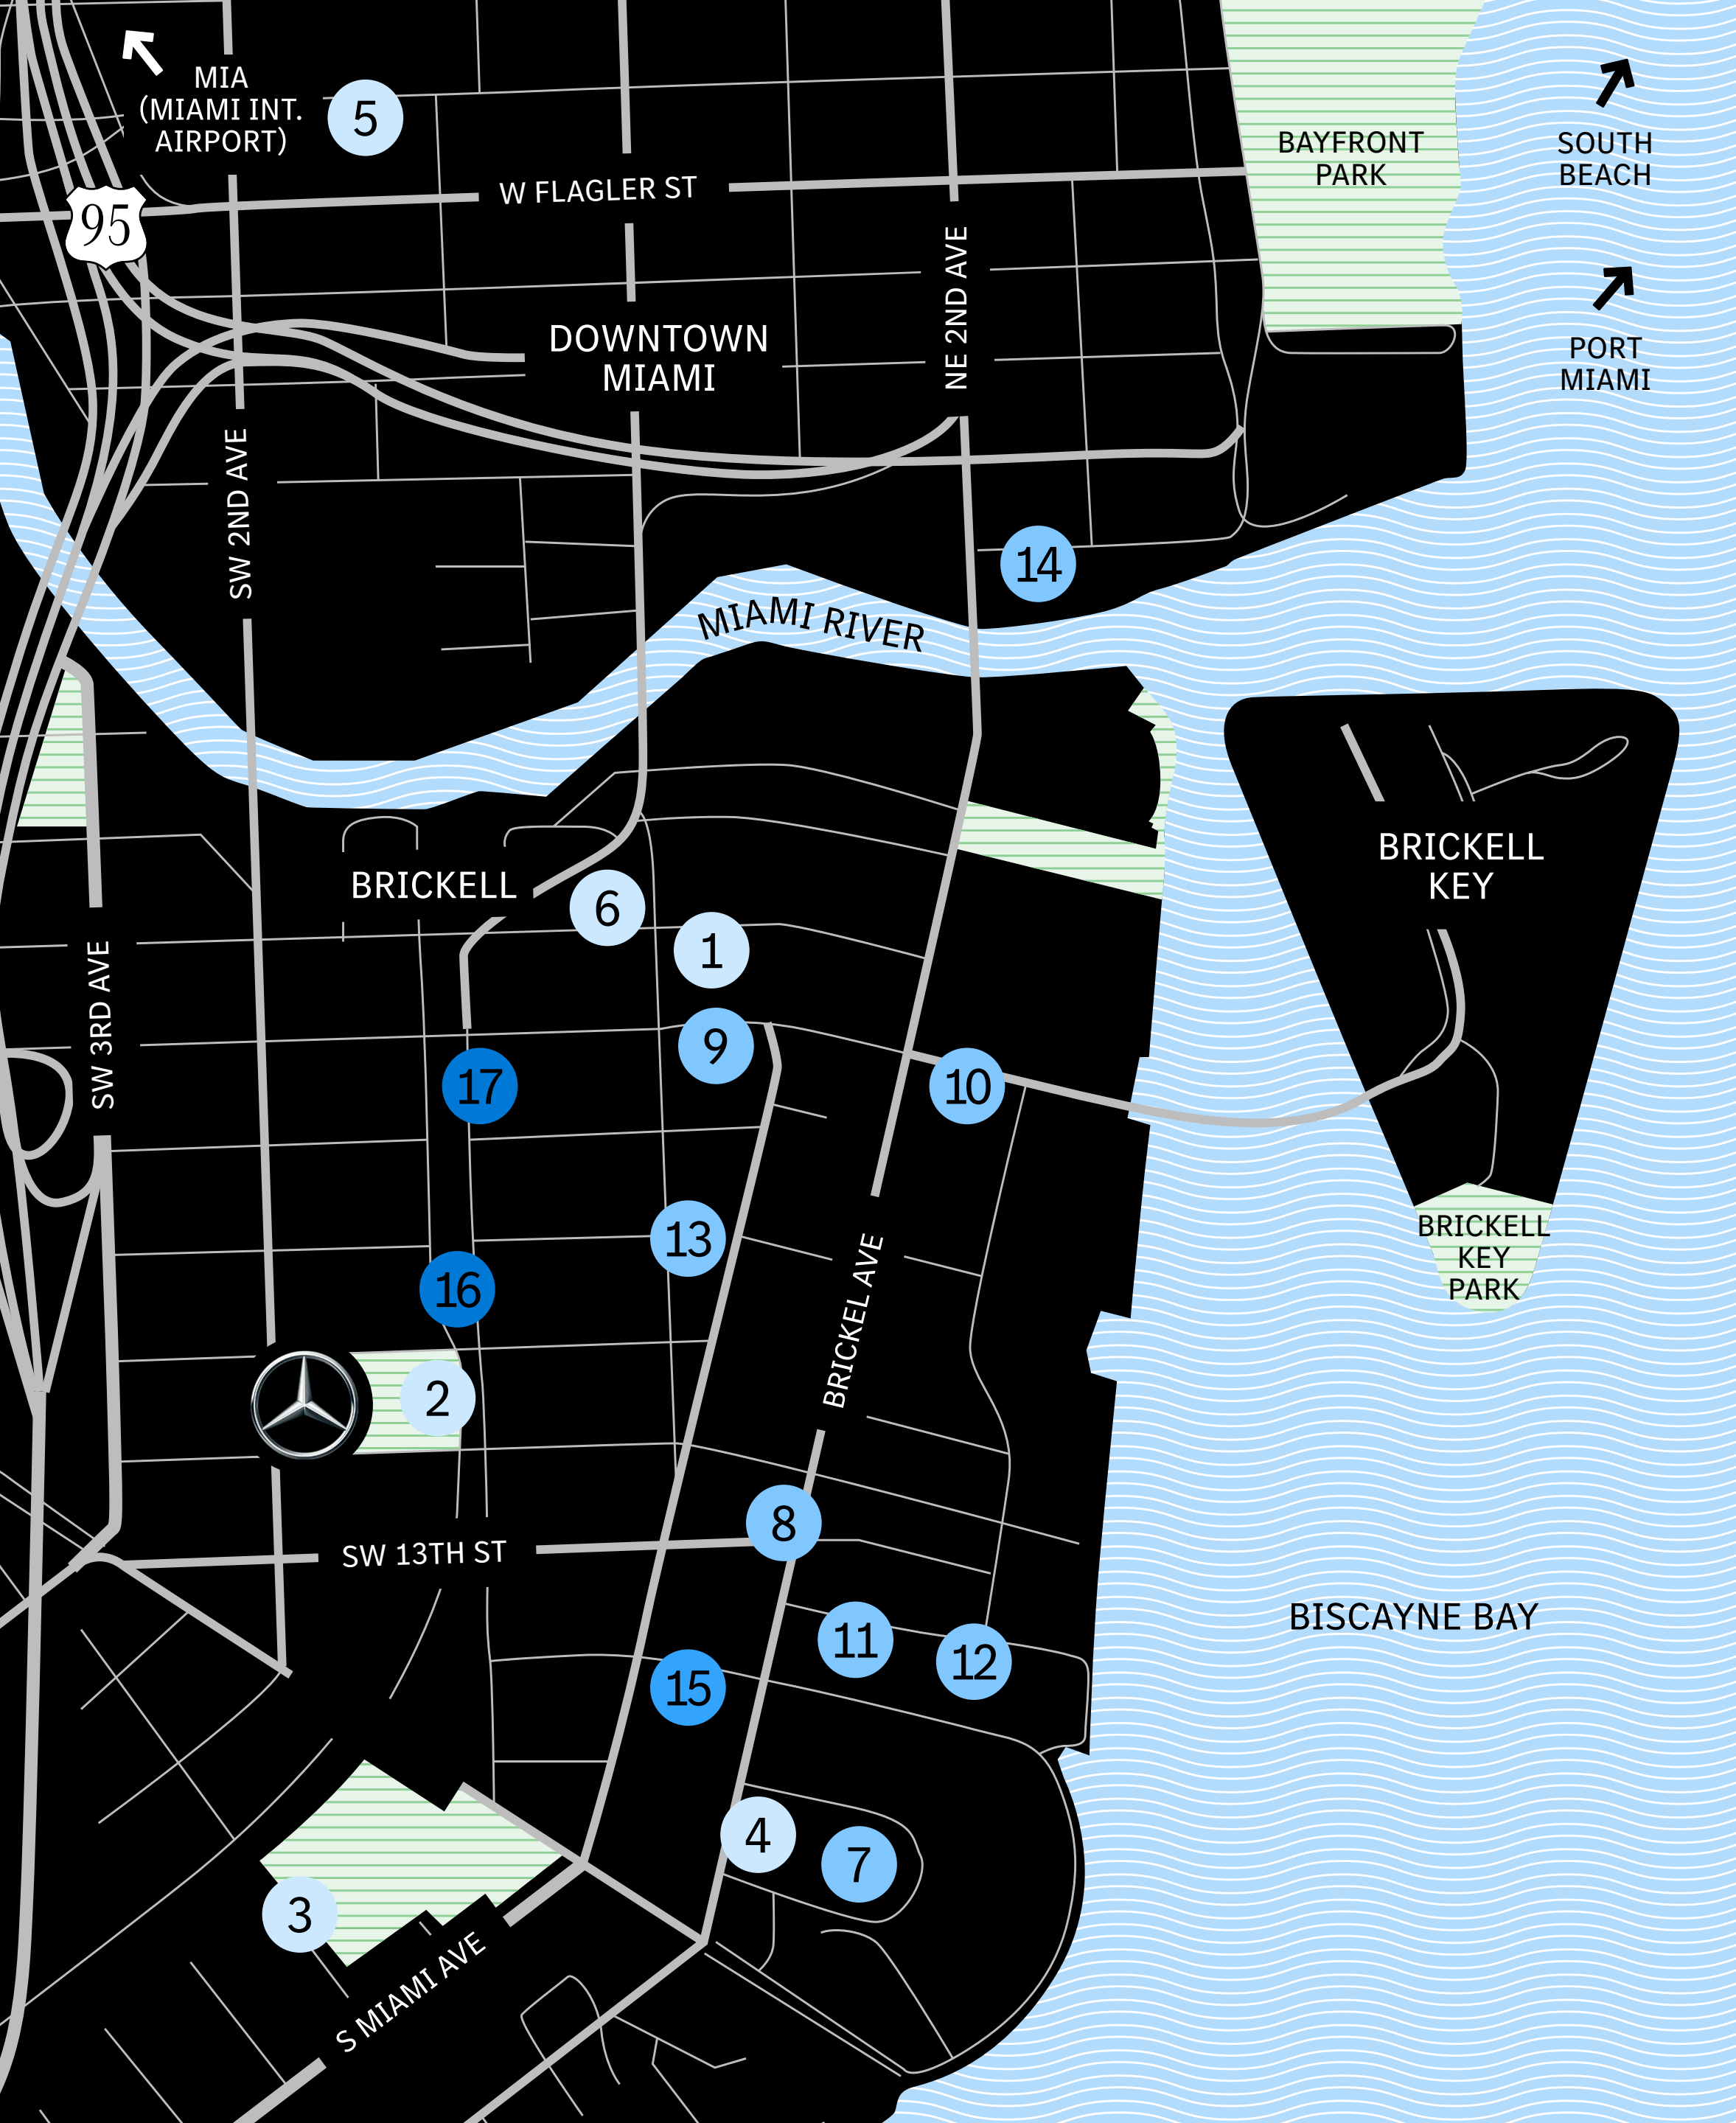 MIA
(MIAMI INT.
AIRPORT)
5
95
W FLAGLER ST
BAYFRONT
PARK
SOUTH
BEACH
NE 2ND AVE
DOWNTOWN
MIAMI
PORT
MIAMI
SW 2ND AVE
14
MIAMI RIVER
BRICKELL
KEY
BRICKELL
6
1
SW 3RD AVE
9
17
10
13
BRICKELL
KEY
PARK
16
BRICKEL AVE
2
8
SW 13TH ST
BISCAYNE BAY
11
12
15
4
7
3
S MIAMI AVE